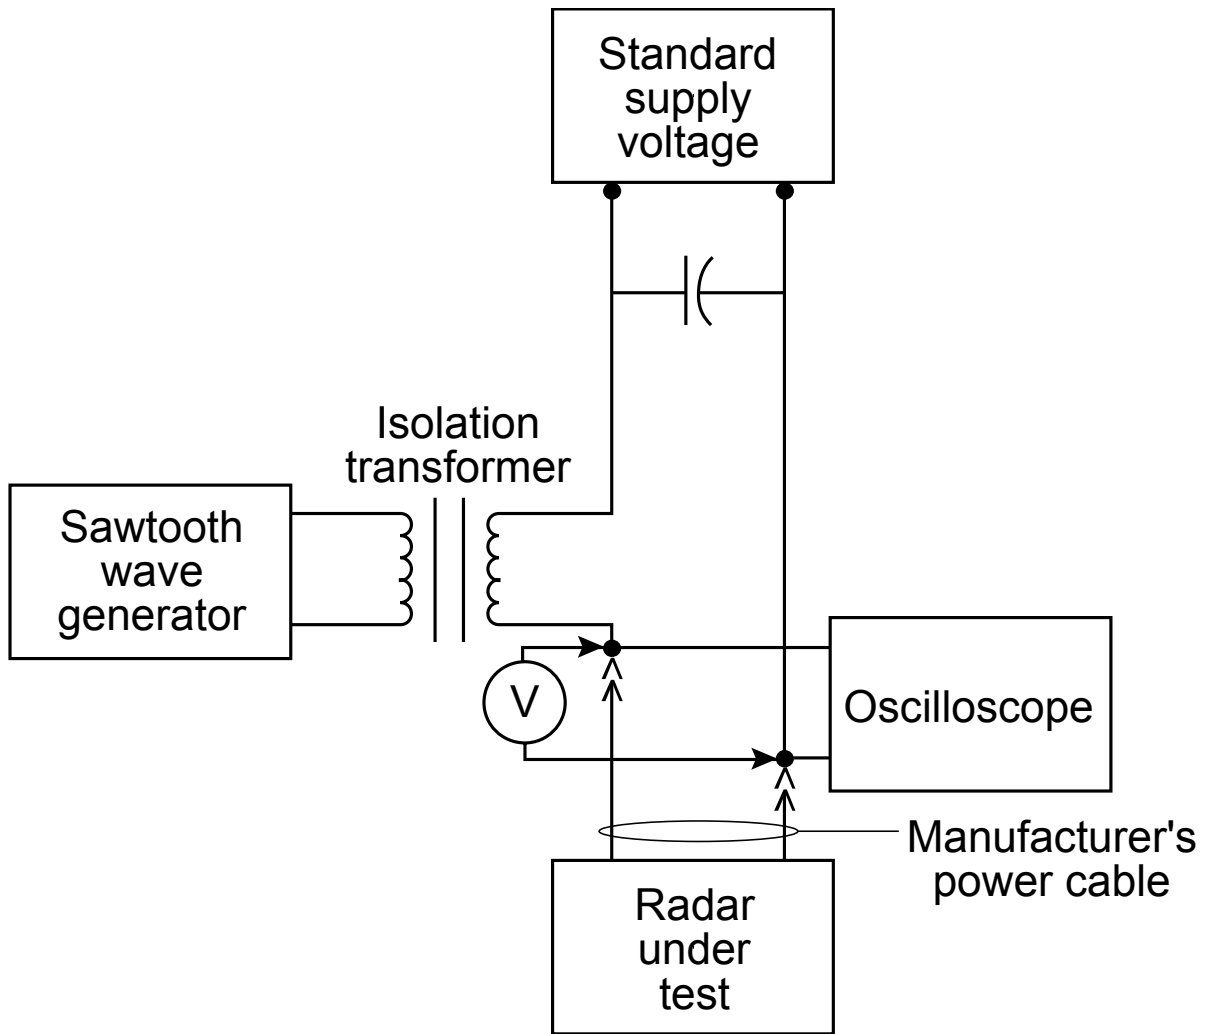 Standard
supply
voltage
Isolation
transformer
Sawtooth
wave
generator
V
Oscilloscope
Manufacturer's
power cable
Radar
under
test